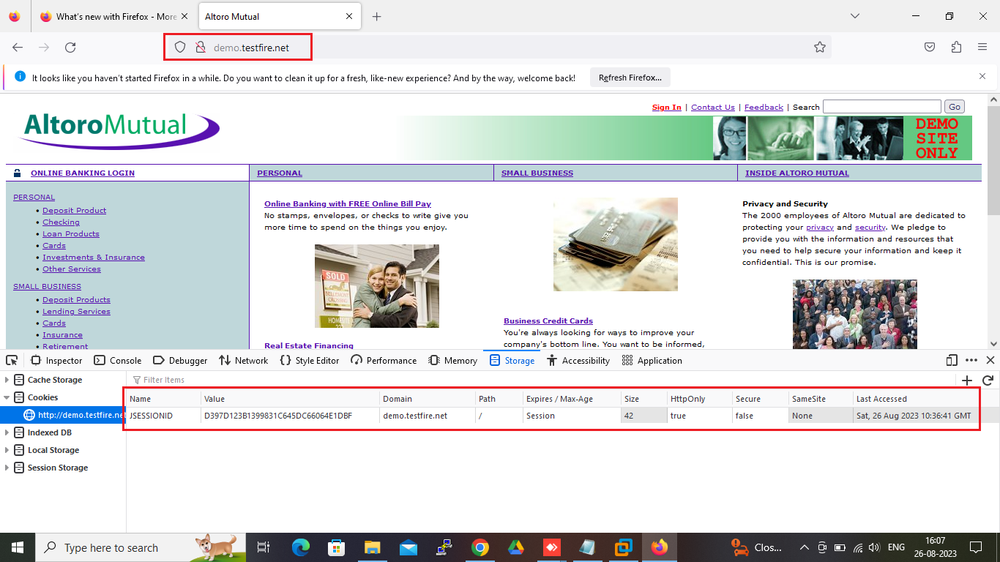 What's new with Firefox - More
Altoro Mutual
demo.testfire.net
It looks like you haven't started Firefox in a while. Do you want to clean it up for a fresh, like-new experience? And by the way, welcome back!
Refresh Firefox...
AltoroMutual
Sign In | Contact Us | Feedback | Search
Go
DEMO
SITE
ONLY
ONLINE BANKING LOGIN
PERSONAL
SMALL BUSINESS
INSIDE ALTORO MUTUAL
PERSONAL
Deposit Product
Checking
Loan Products
Cards
Investments & Insurance
Other Services
SMALL BUSINESS
Deposit Products
Lending Services
Cards
Insurance
Retirement
Online Banking with FREE Online Bill Pay
No stamps, envelopes, or checks to write give you
more time to spend on the things you enjoy.
SOLD
Real Estate Financing
Business Credit Cards
You're always looking for ways to improve your
company's bottom line. You want to be informed,
Privacy and Security
The 2000 employees of Altoro Mutual are dedicated to
protecting your privacy and security. We pledge to
provide you with the information and resources that
you need to help secure your information and keep it
confidential. This is our promise.
Inspector Console Debugger Network Style Editor Performance Memory Storage Accessibility Application
Cache Storage
Cookies
http://demo.testfire.ne
Indexed DB
Local Storage
Session Storage
Filter Items
Name Value Domain Path Expires / Max-Age Size HttpOnly Secure SameSite Last Accessed
JSESSIONID D397D123B1399831C645DC66064E1DBF demo.testfire.net / Session 42 true false None Sat, 26 Aug 2023 10:36:41 GMT
Type here to search
Clos...
ENG
16:07
26-08-2023